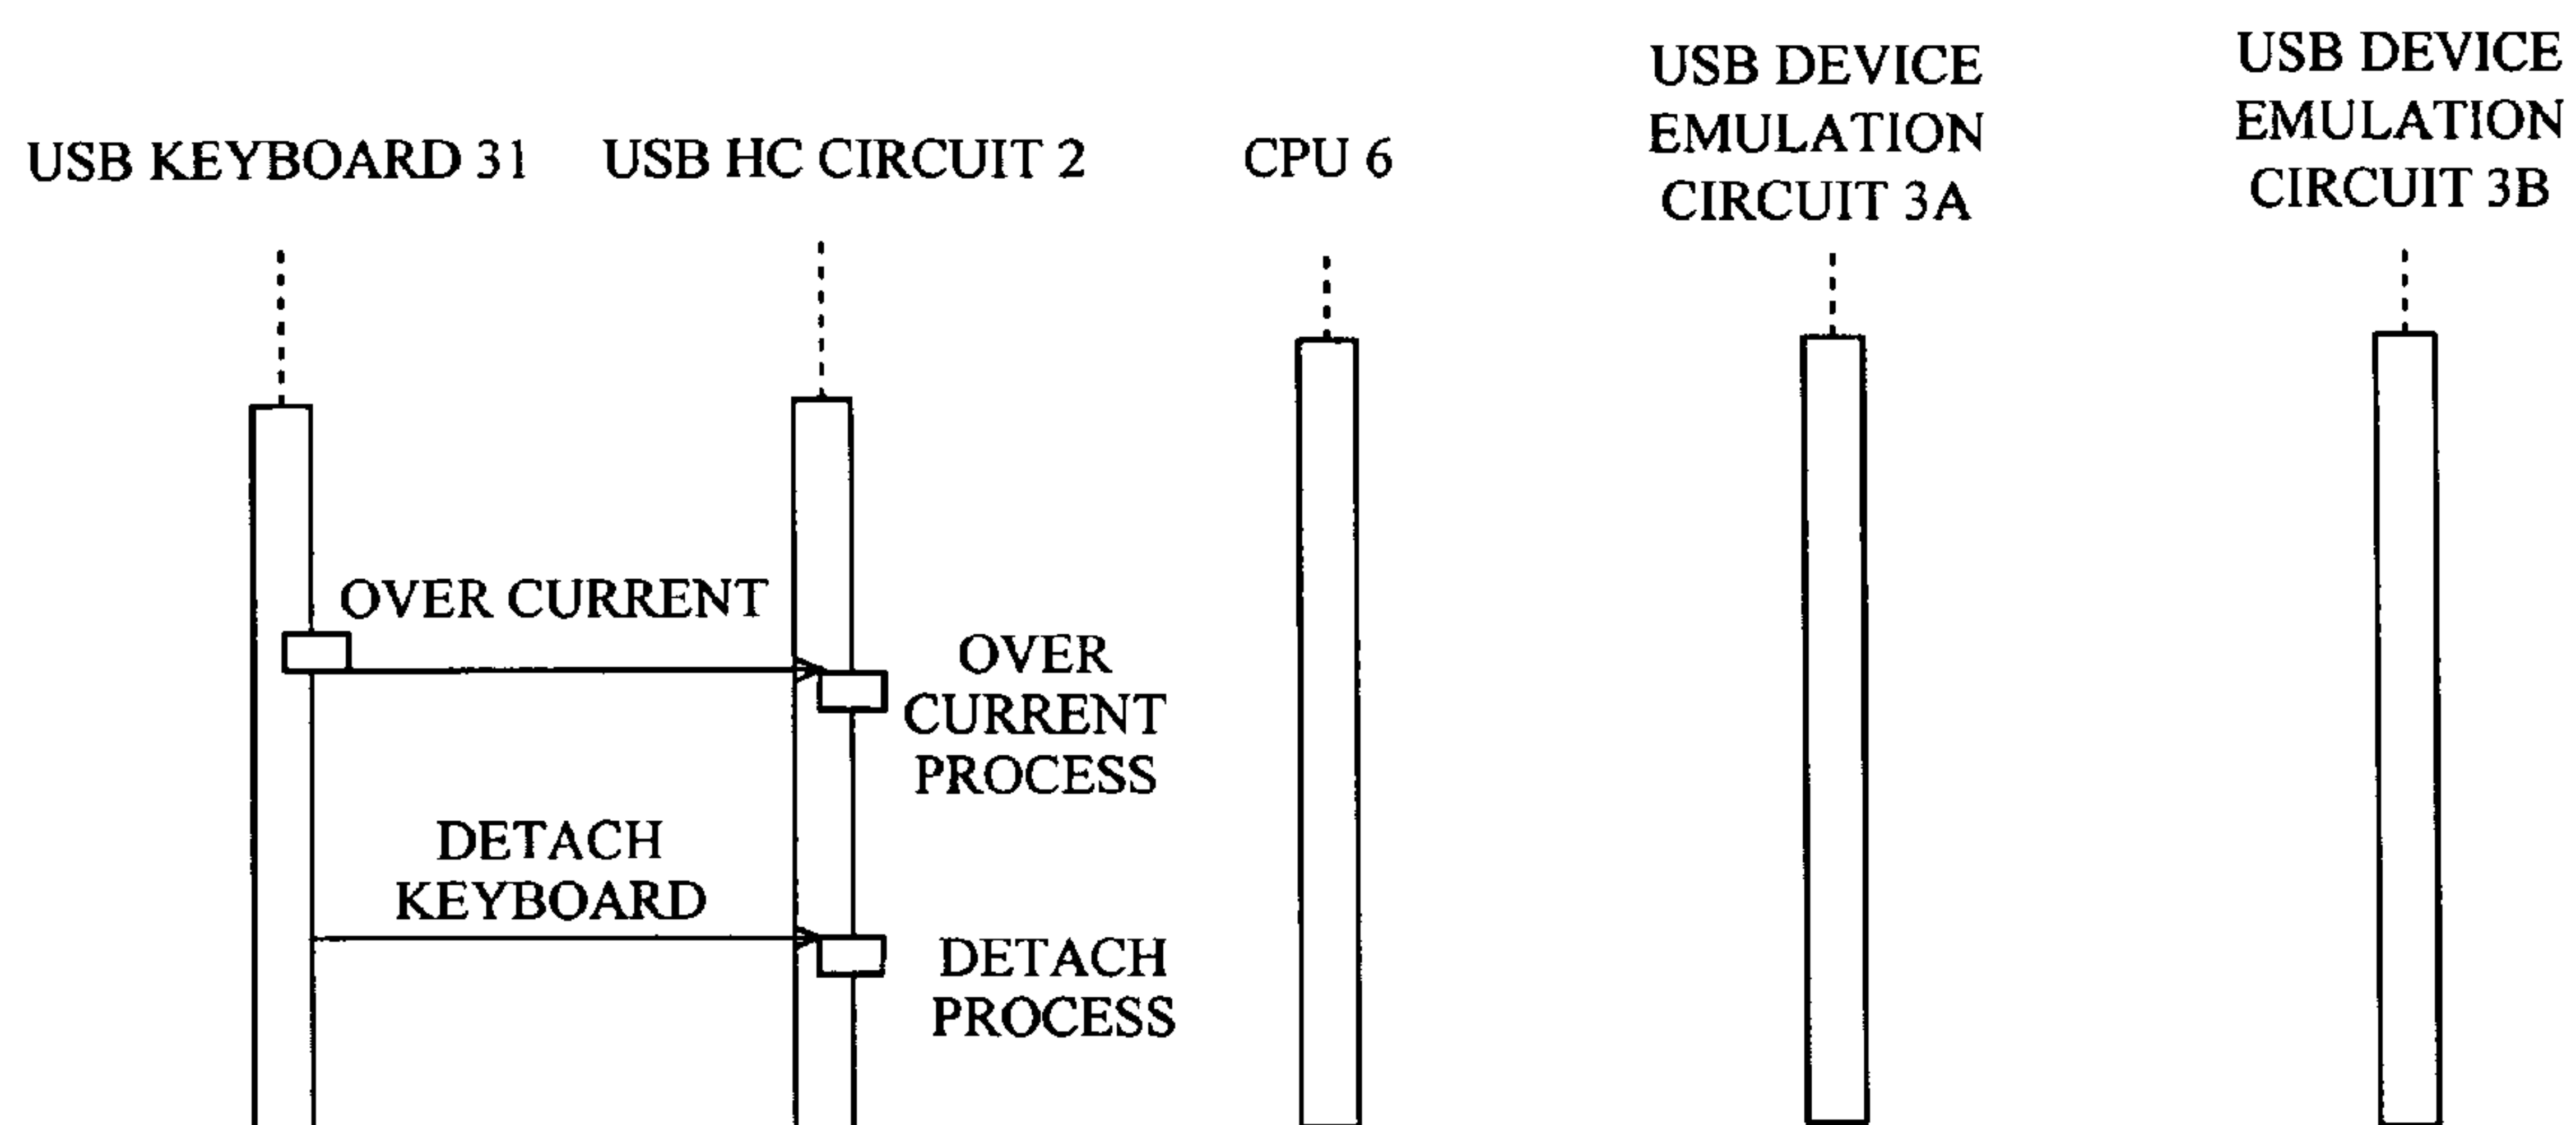 USB KEYBOARD 31
USB HC CIRCUIT 2
CPU 6
USB DEVICE
EMULATION
CIRCUIT 3A
USB DEVICE
EMULATION
CIRCUIT 3B
OVER CURRENT
OVER
CURRENT
PROCESS
DETACH
KEYBOARD
DETACH
PROCESS